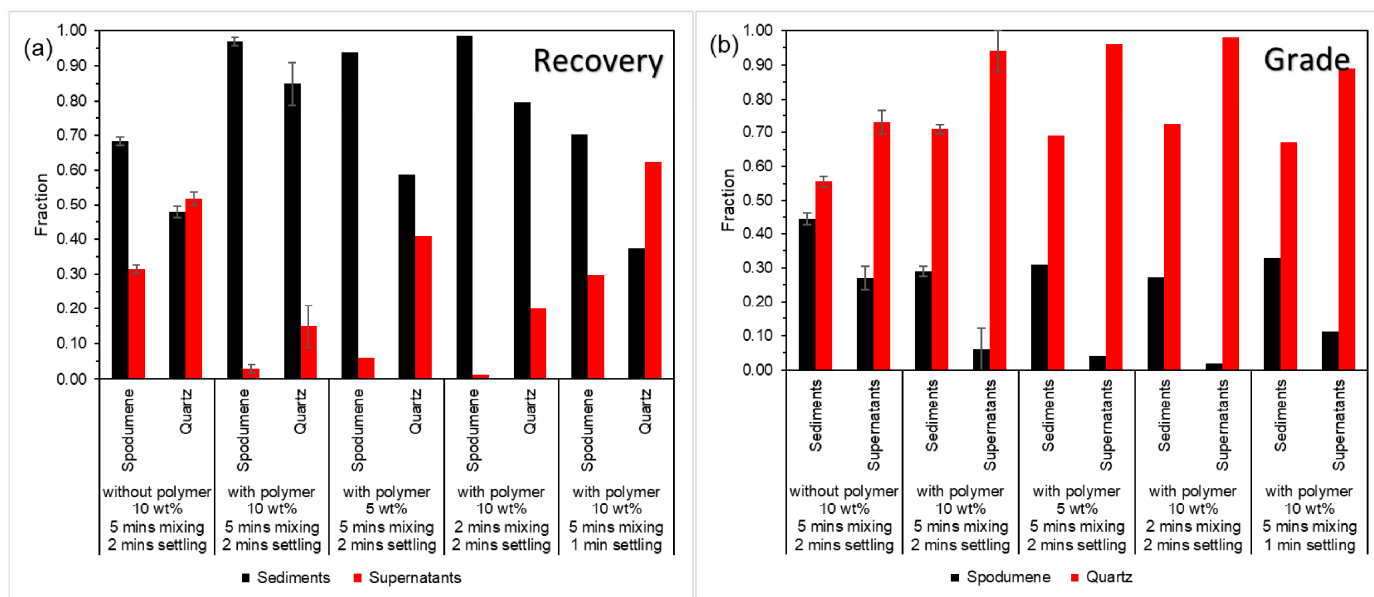 (a)
Recovery
Fraction
1.00
0.90
0.80
0.70
0.60
0.50
0.40
0.30
0.20
0.10
0.00
Spodumene Quartz Spodumene Quartz Spodumene Quartz Spodumene Quartz Spodumene Quartz
without polymer with polymer with polymer with polymer with polymer
10 wt% 10 wt% 5 wt% 10 wt% 10 wt%
5 mins mixing 5 mins mixing 5 mins mixing 2 mins mixing 5 mins mixing
2 mins settling 2 mins settling 2 mins settling 2 mins settling 1 min settling
Sediments Supernatants
(b)
Grade
Fraction
1.00
0.90
0.80
0.70
0.60
0.50
0.40
0.30
0.20
0.10
0.00
Sediments Supernatants Sediments Supernatants Sediments Supernatants Sediments Supernatants Sediments Supernatants
without polymer with polymer with polymer with polymer with polymer
10 wt% 10 wt% 5 wt% 10 wt% 10 wt%
5 mins mixing 5 mins mixing 5 mins mixing 2 mins mixing 5 mins mixing
2 mins settling 2 mins settling 2 mins settling 2 mins settling 1 min settling
Spodumene Quartz